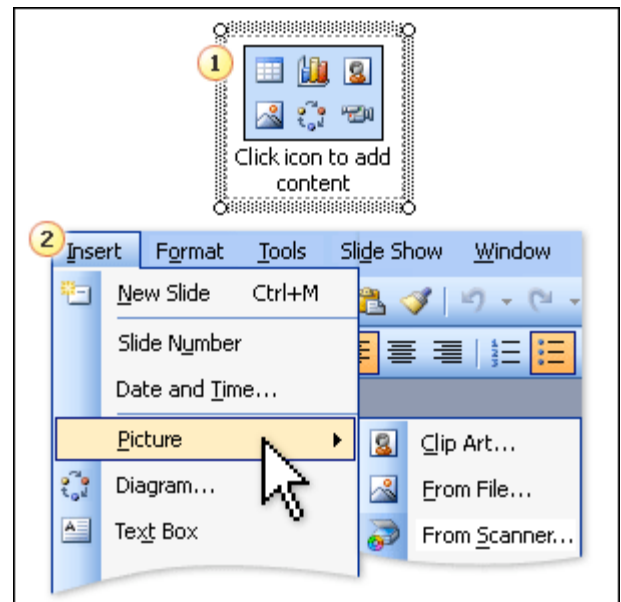 1
Click icon to add
content
2
Insert Format Tools Slide Show Window
New Slide Ctrl+M
Slide Number
Date and Time...
Picture
Clip Art...
Diagram...
From File...
Text Box
From Scanner...